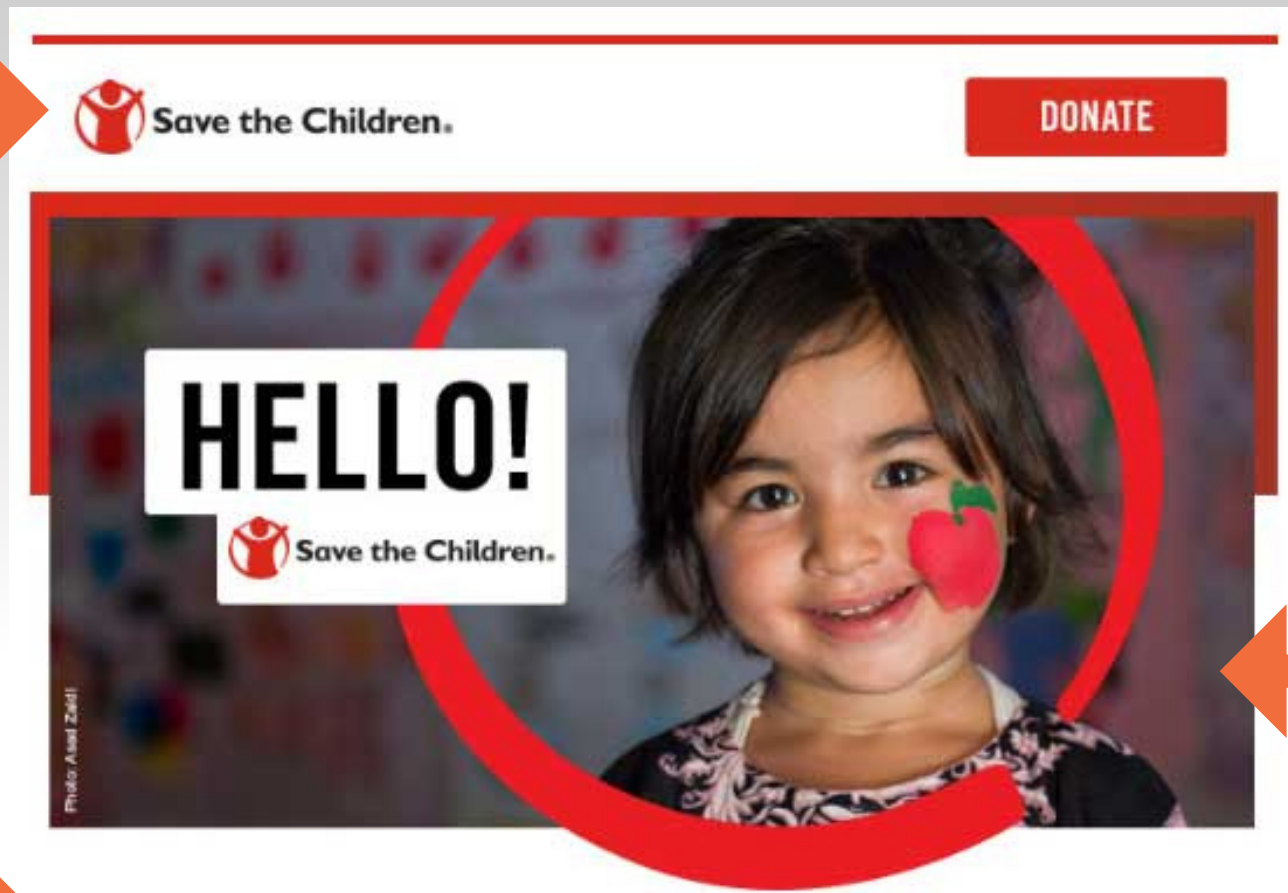 Save the Children.
DONATE
HELLO!
Save the Children.
Photo: Asad Zaidi